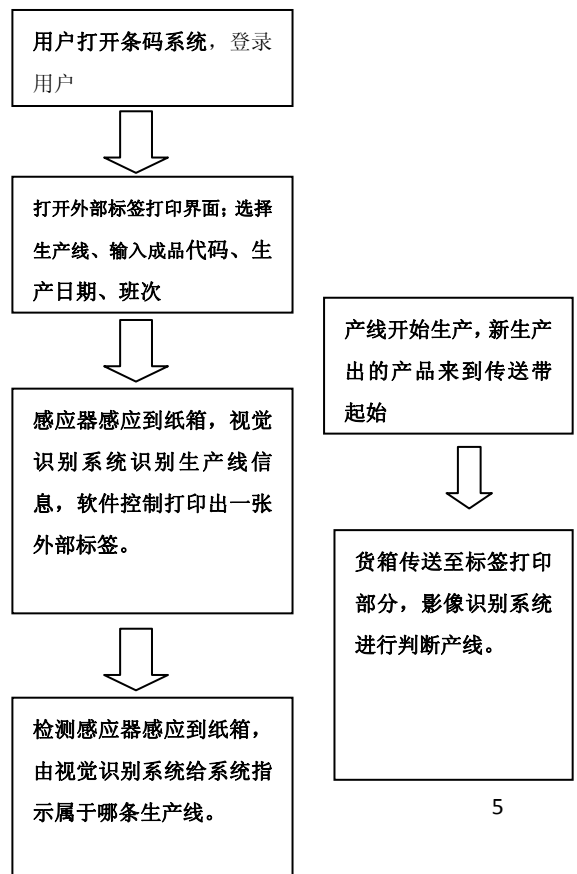 用户打开条码系统，登录
用户
打开外部标签打印界面；选择
生产线、输入成品代码、生
产日期、班次
感应器感应到纸箱，视觉
识别系统识别生产线信
息，软件控制打印出一张
外部标签。
检测感应器感应到纸箱，
由视觉识别系统给系统指
示属于哪条生产线。
产线开始生产，新生产
出的产品来到传送带
起始
货箱传送至标签打印
部分，影像识别系统
进行判断产线。
5